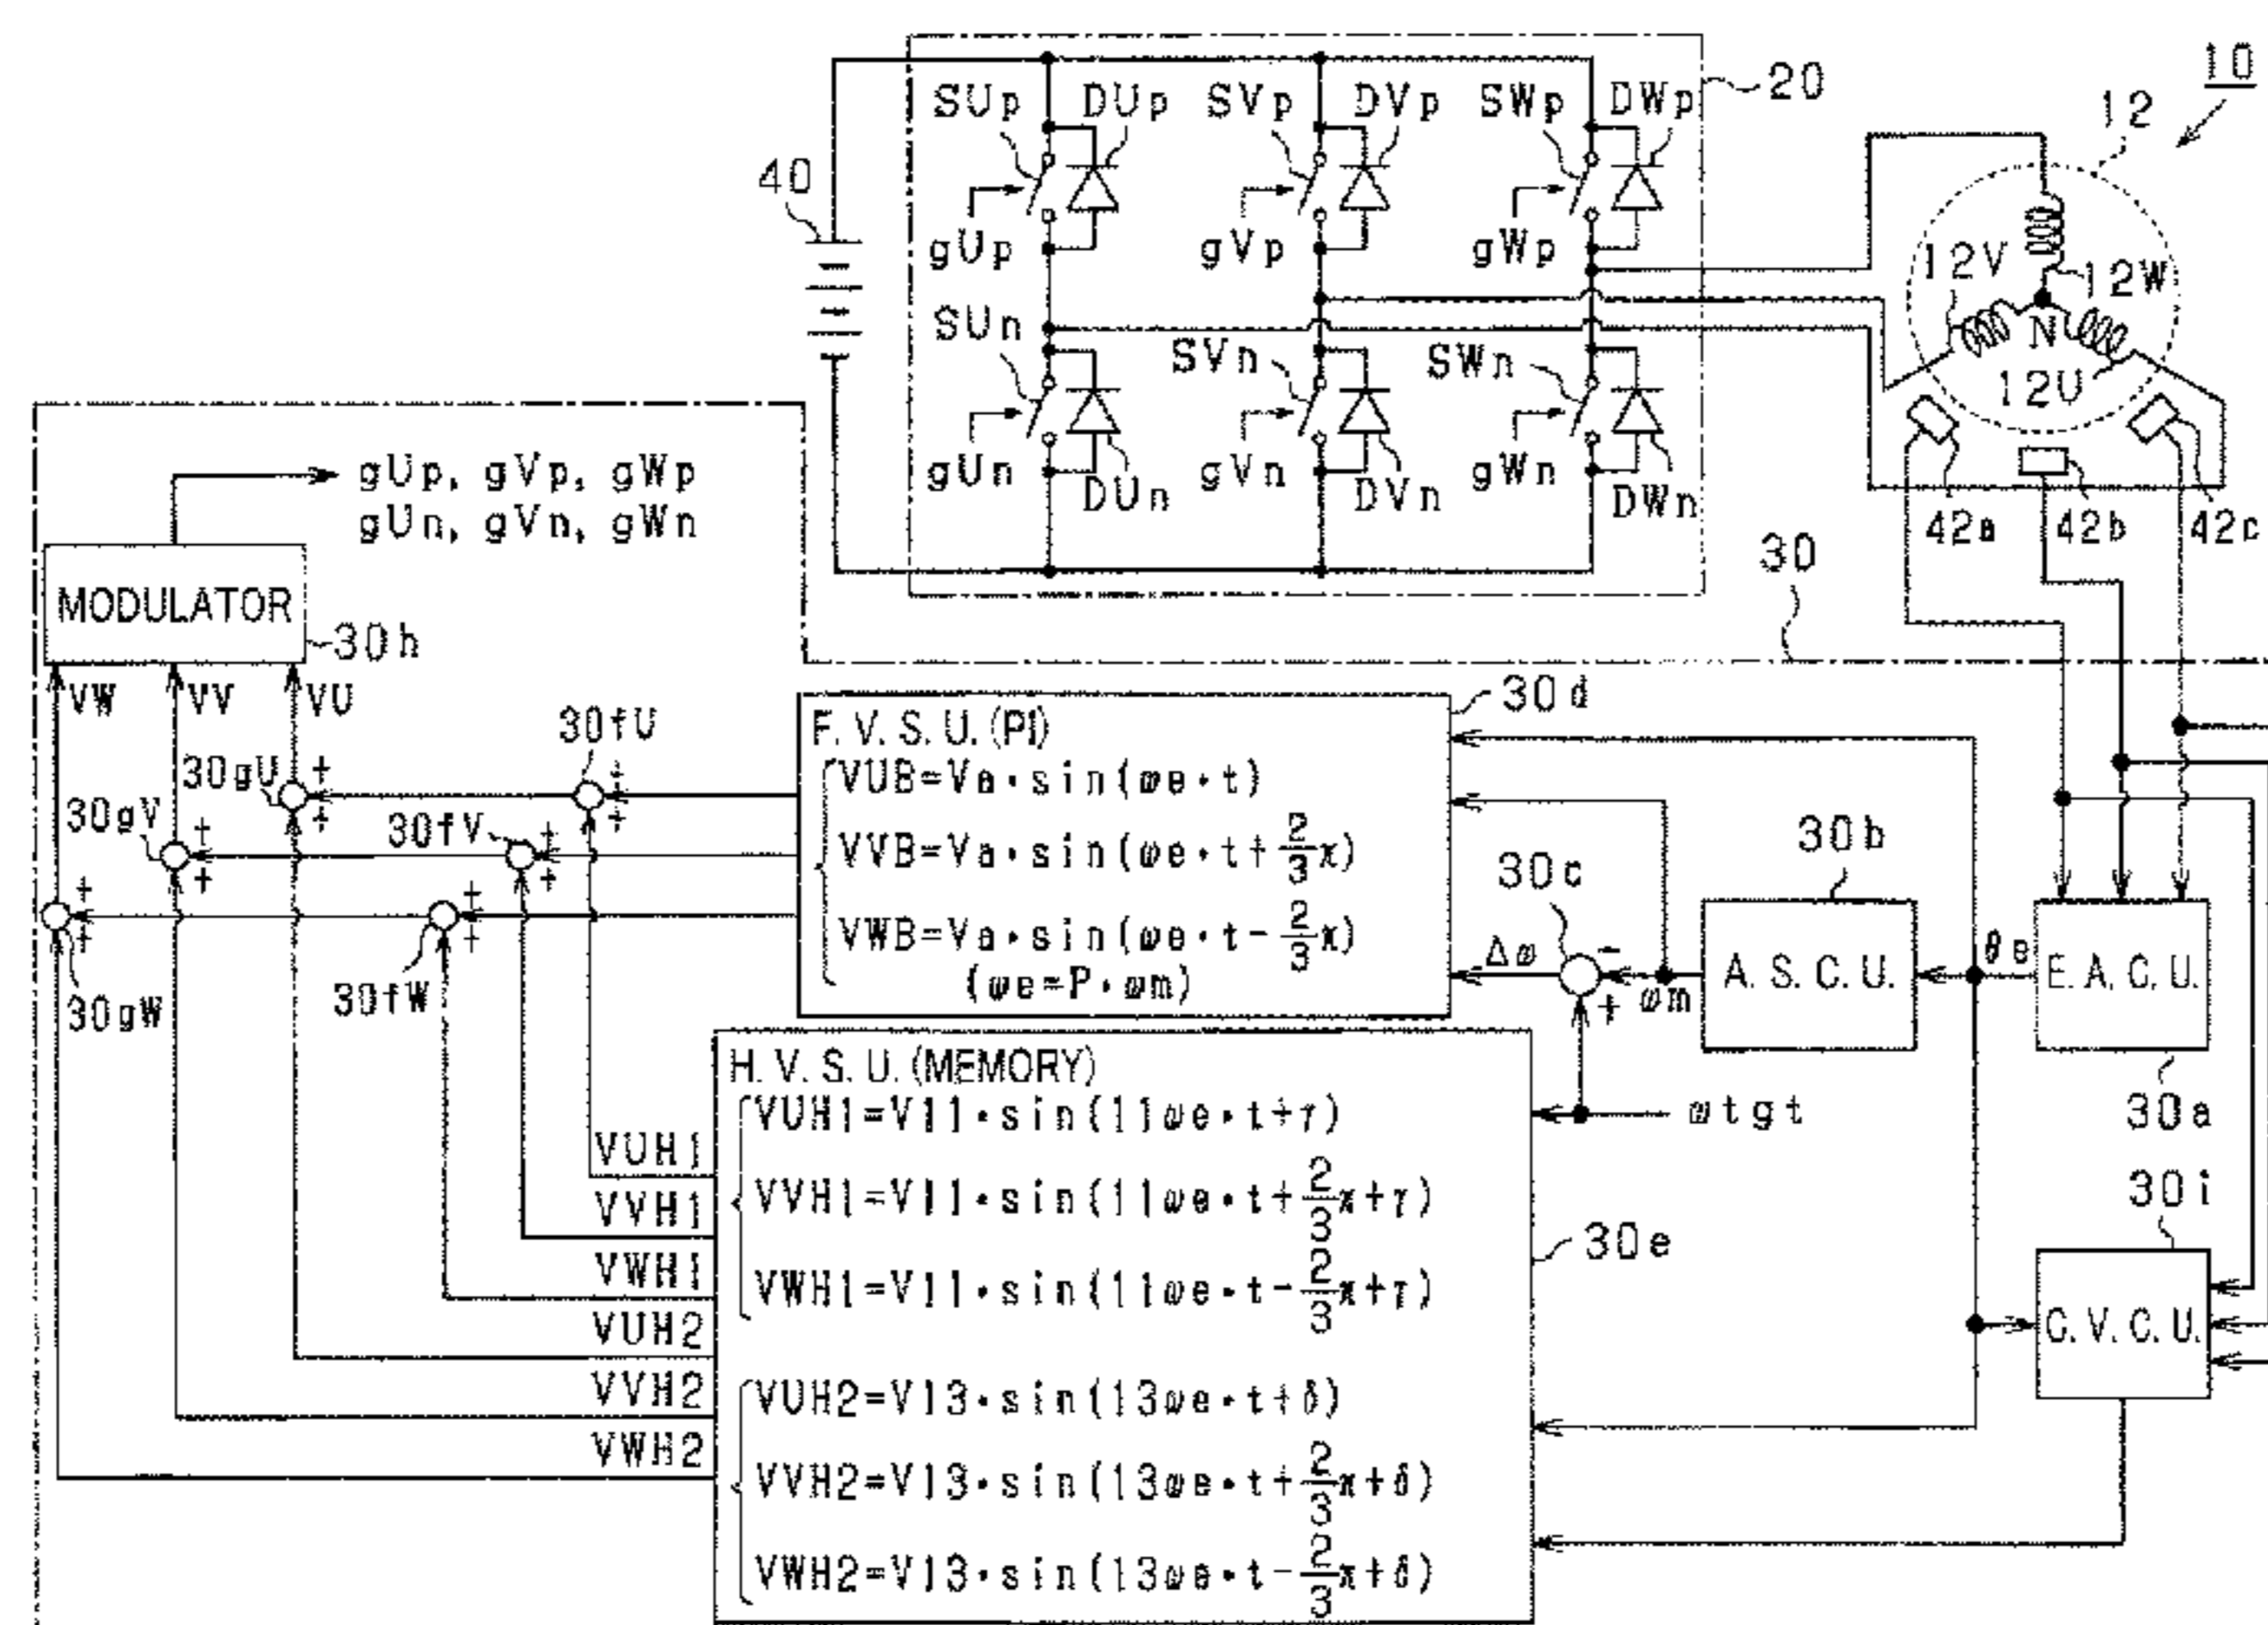 10
20
12
SUp DUp SVp DVp SWp DWp
40
gUp gVp gWp
12V 12W
N
12U
SUn SVn SWn
gUn DUn gVn DVn gWn DWn
42a 42b 42c
gUp, gVp, gWp
gUn, gVn, gWn
30
MODULATOR
30h
VW VV VU
30d
30fU
30gU
30gV
30fV
30gW
30fW
F. V. S. U. (PI)
VUB=Va·sin(ωe·t)
VVB=Va·sin(ωe·t+2/3π)
VWB=Va·sin(ωe·t-2/3π)
(ωe=P·ωm)
30c
30b
Δω
- +
ωm
A. S. C. U.
θe
E. A. C. U.
30a
ωtgt
H. V. S. U. (MEMORY)
VUH1=V11·sin(11ωe·t+γ)
VVH1=V11·sin(11ωe·t+2/3π+γ)
VWH1=V11·sin(11ωe·t-2/3π+γ)
VUH2=V13·sin(13ωe·t+δ)
VVH2=V13·sin(13ωe·t+2/3π+δ)
VWH2=V13·sin(13ωe·t-2/3π+δ)
30e
30i
C. V. C. U.
VUH1
VVH1
VWH1
VUH2
VVH2
VWH2